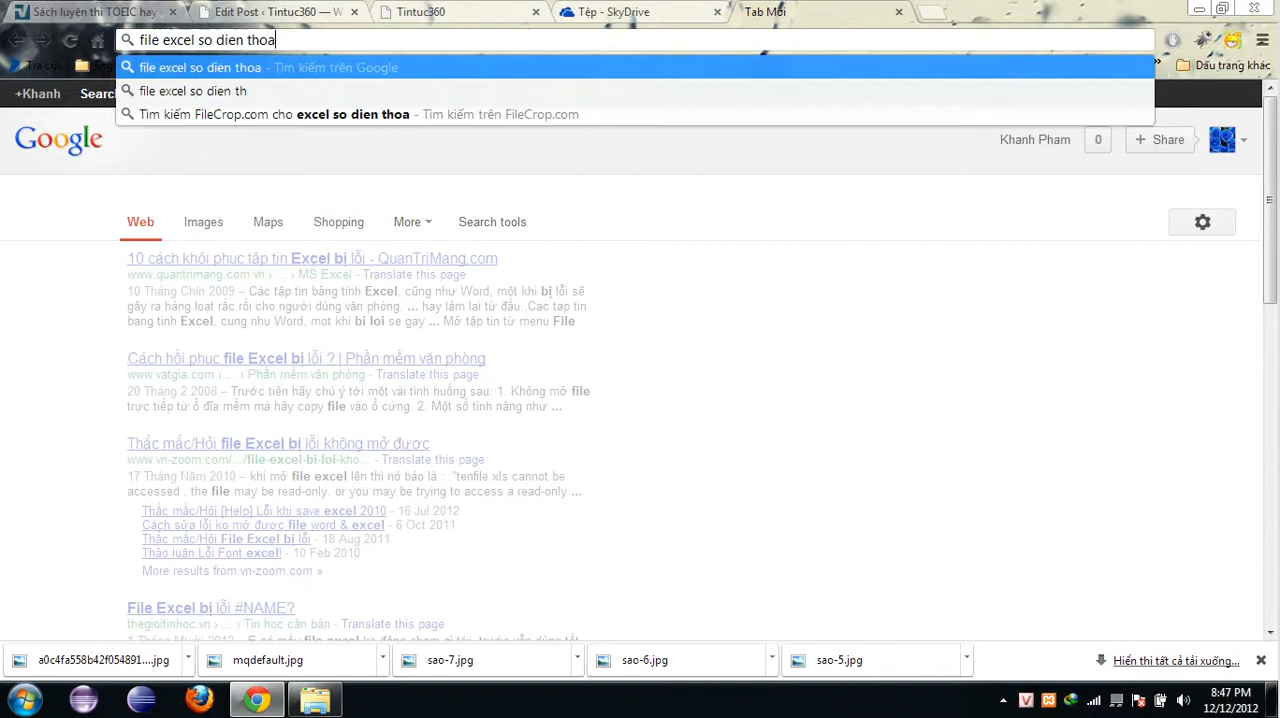 Sách luyện thi TOEIC hay
Edit Post ‹ Tintuc360 — W
Tintuc360
Tệp - SkyDrive
Tab Mới
file excel so dien thoa
Tra cứu
Dấu trang khác
file excel so dien thoa - Tìm kiếm trên Google
file excel so dien th
Tìm kiếm FileCrop.com cho excel so dien thoa - Tìm kiếm trên FileCrop.com
+Khanh
Search
Google
Khanh Pham
0
+ Share
Web
Images
Maps
Shopping
More
Search tools
10 cách khôi phục tập tin Excel bị lỗi - QuanTriMang.com
www.quantrimang.com.vn › ... › MS Excel - Translate this page
10 Tháng Chín 2009 – Các tập tin bảng tính Excel, cũng như Word, một khi bị lỗi sẽ
gây ra hàng loạt rắc rối cho người dùng văn phòng. ... hay làm lại từ đầu. Cac tap tin
bang tinh Excel, cung nhu Word, mot khi bi loi se gay ... Mở tập tin từ menu File.
Cách hồi phục file Excel bị lỗi ? | Phần mềm văn phòng
www.vatgia.com › ... › Phần mềm văn phòng - Translate this page
20 Tháng 2 2008 – Trước tiên hãy chú ý tới một vài tình huống sau: 1. Không mở file
trực tiếp từ ổ đĩa mềm mà hãy copy file vào ổ cứng. 2. Một số tính năng như ...
Thắc mắc/Hỏi file Excel bị lỗi không mở được
www.vn-zoom.com/.../file-excel-bi-loi-kho... - Translate this page
17 Tháng Năm 2010 – khi mở file excel lên thì nó báo là : ."tenfile.xls cannot be
accessed . the file may be read-only, or you may be trying to access a read-only ...
Thắc mắc/Hỏi [Help] Lỗi khi save excel 2010 - 16 Jul 2012
Cách sửa lỗi ko mở được file word & excel - 6 Oct 2011
Thắc mắc/Hỏi File Excel bị lỗi - 18 Aug 2011
Thảo luận Lỗi Font excel! - 10 Feb 2010
More results from vn-zoom.com »
File Excel bị lỗi #NAME?
thegioitinhoc.vn › ... › Tin học căn bản - Translate this page
a0c4fa558b42f054891....jpg
mqdefault.jpg
sao-7.jpg
sao-6.jpg
sao-5.jpg
Hiển thị tất cả tải xuống...
8:47 PM
12/12/2012